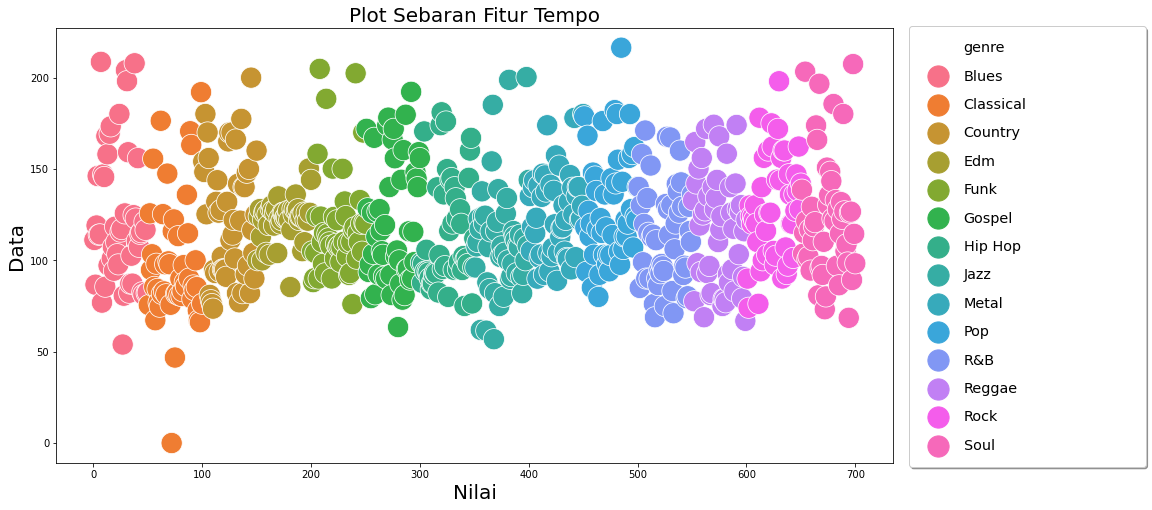 Plot Sebaran Fitur Tempo
Data
200
150
100
50
0
0 100 200 300 400 500 600 700
Nilai
genre
Blues
Classical
Country
Edm
Funk
Gospel
Hip Hop
Jazz
Metal
Pop
R&B
Reggae
Rock
Soul